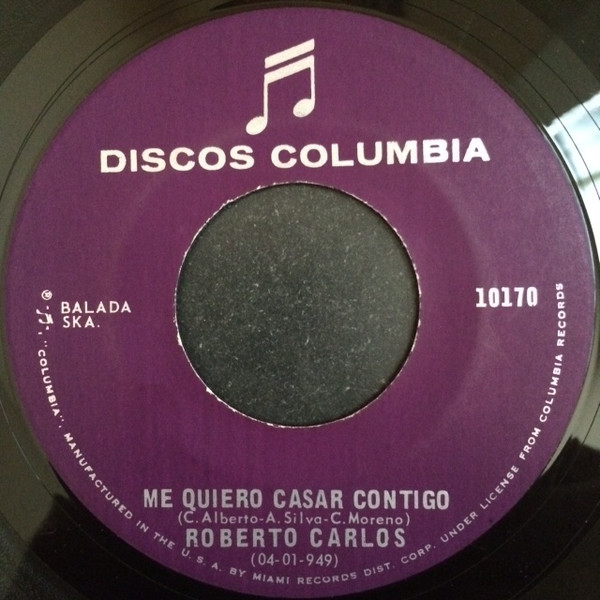 DISCOS COLUMBIA
BALADA
SKA.
10170
ME QUIERO CASAR CONTIGO
(C. Alberto-A. Silva-C. Moreno)
ROBERTO CARLOS
(04-01-949)
℗ "♫", "COLUMBIA", MANUFACTURED IN THE U. S. A. BY MIAMI RECORDS DIST. CORP. UNDER LICENSE FROM COLUMBIA RECORDS